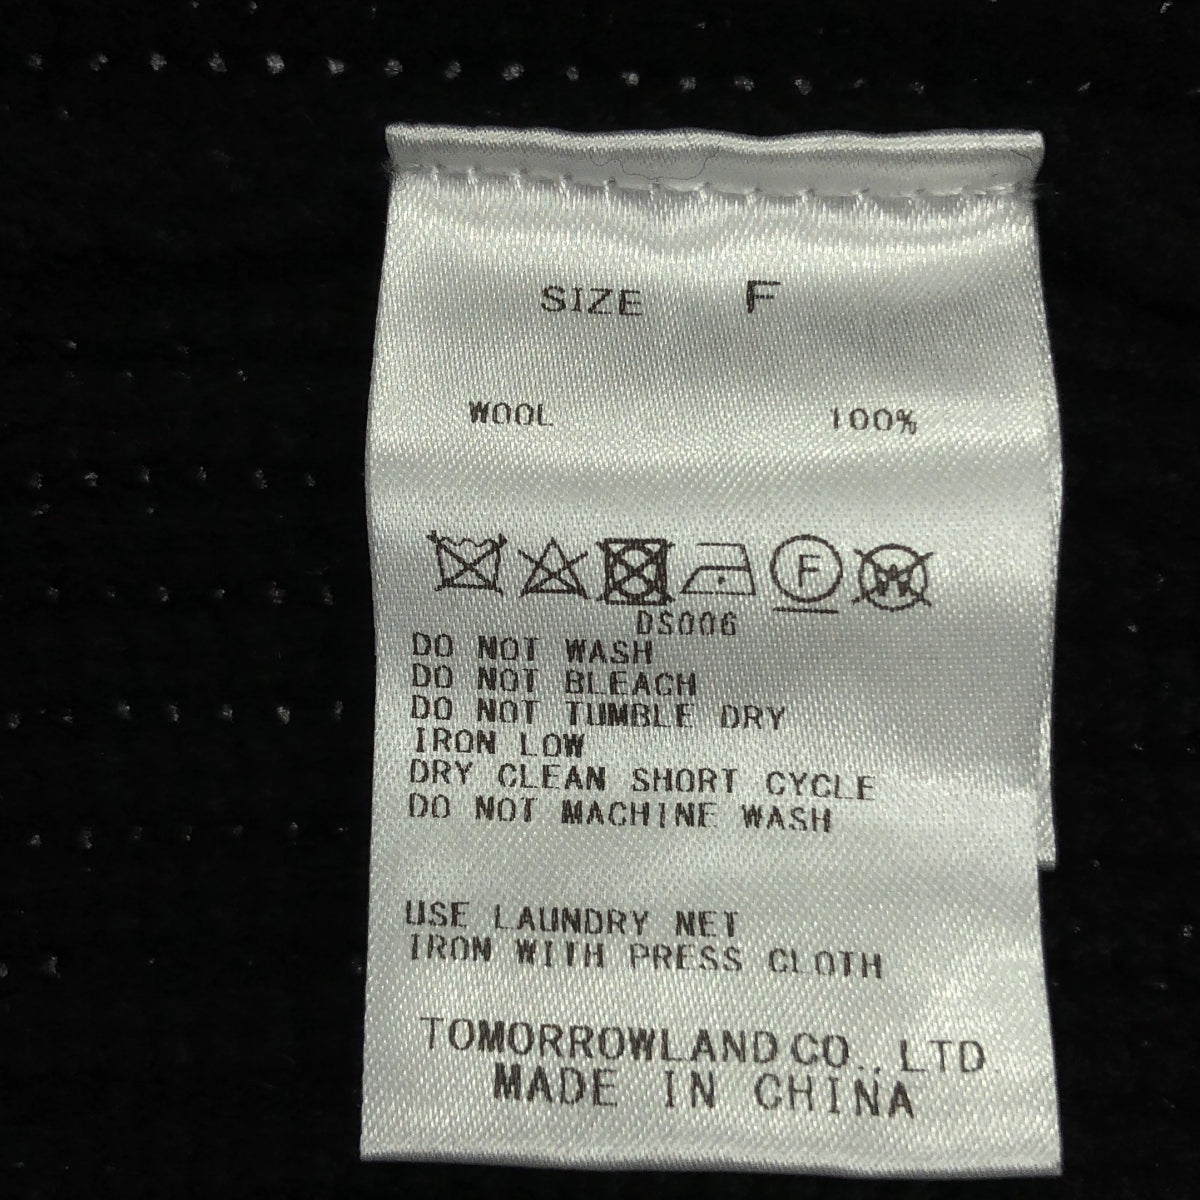 SIZE F
WOOL 100%
F W
DS006
DO NOT WASH
DO NOT BLEACH
DO NOT TUMBLE DRY
IRON LOW
DRY CLEAN SHORT CYCLE
DO NOT MACHINE WASH
USE LAUNDRY NET
IRON WITH PRESS CLOTH
TOMORROWLAND CO., LTD.
MADE IN CHINA